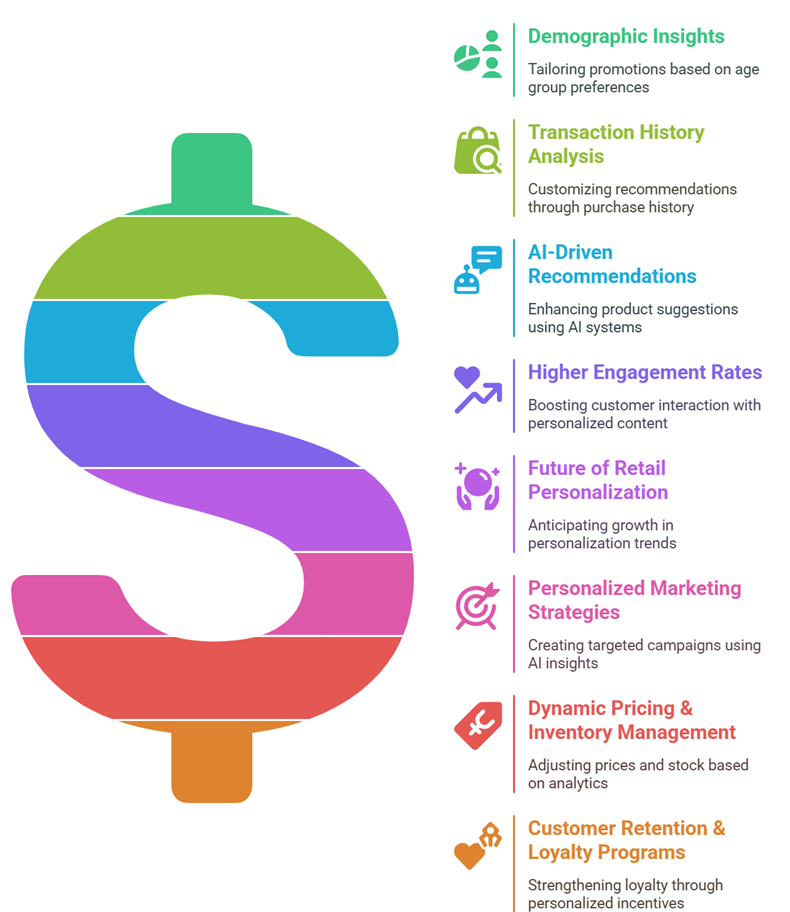 Demographic Insights
Tailoring promotions based on age
group preferences
Transaction History
Analysis
Customizing recommendations
through purchase history
AI-Driven
Recommendations
Enhancing product suggestions
using AI systems
Higher Engagement Rates
Boosting customer interaction with
personalized content
Future of Retail
Personalization
Anticipating growth in
personalization trends
Personalized Marketing
Strategies
Creating targeted campaigns using
AI insights
Dynamic Pricing &
Inventory Management
Adjusting prices and stock based
on analytics
Customer Retention &
Loyalty Programs
Strengthening loyalty through
personalized incentives